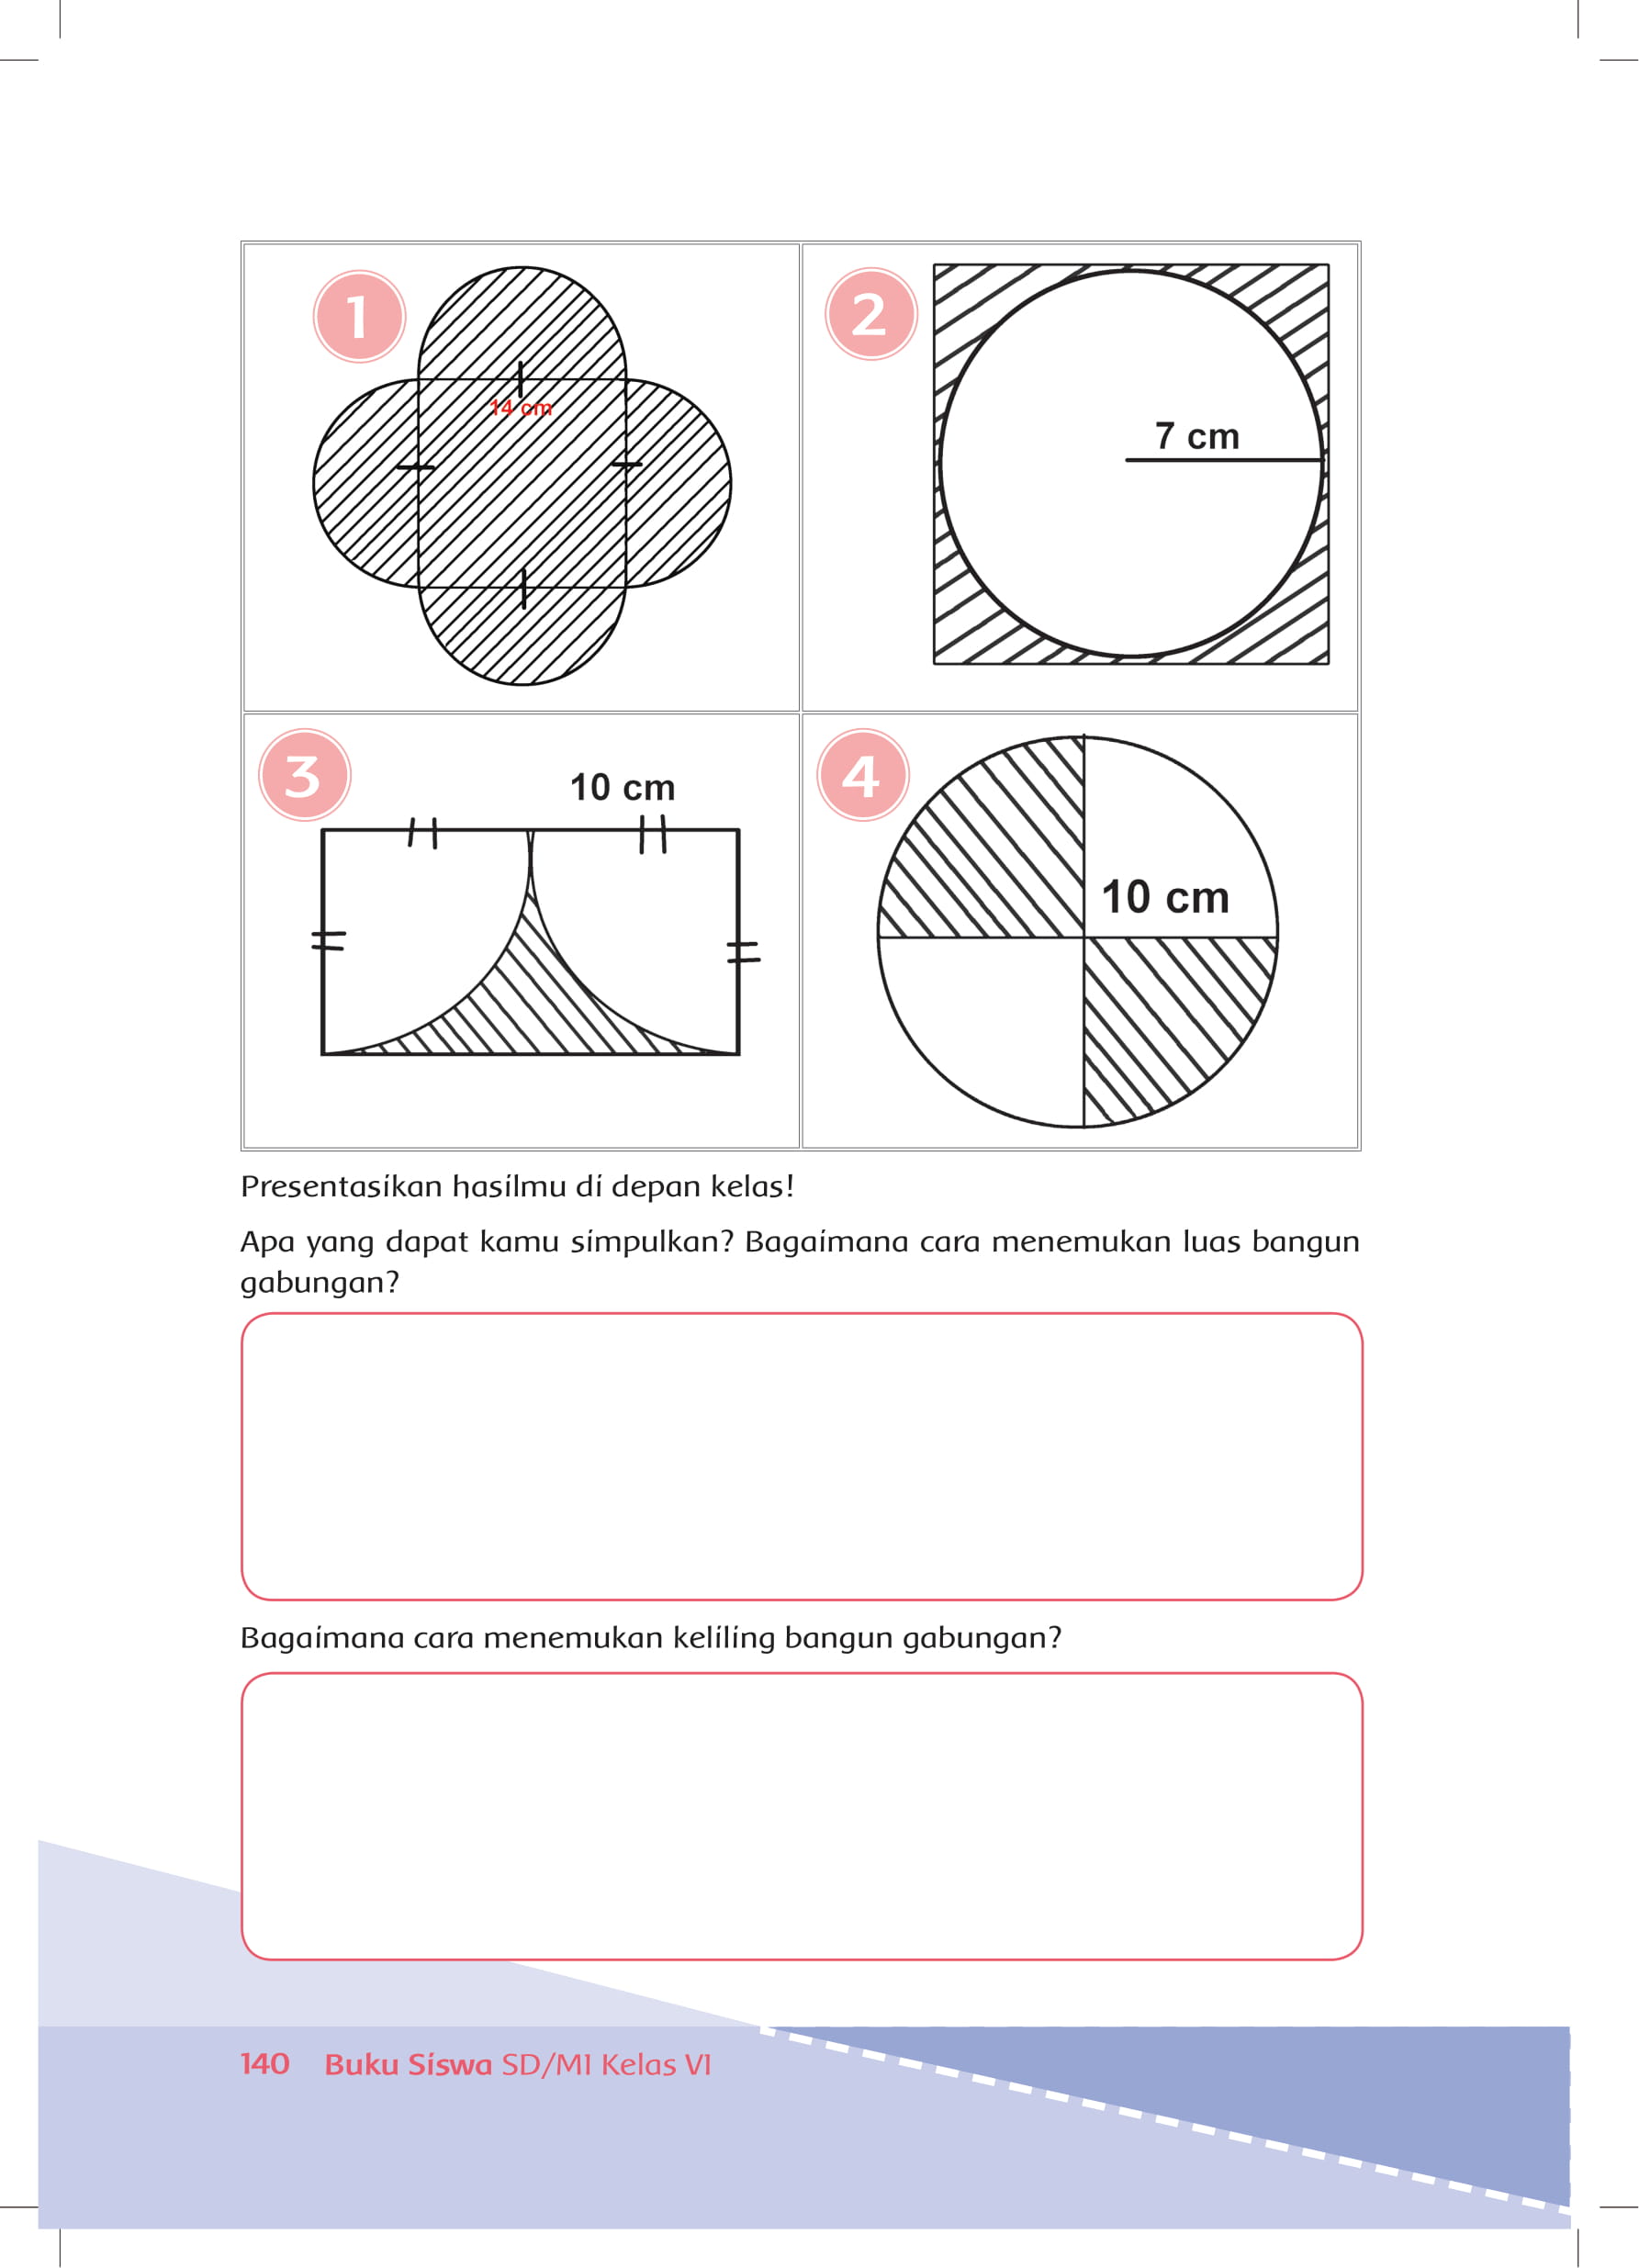 1
14 cm
2
7 cm
3
10 cm
4
10 cm
Presentasikan hasilmu di depan kelas!
Apa yang dapat kamu simpulkan? Bagaimana cara menemukan luas bangun
gabungan?
Bagaimana cara menemukan keliling bangun gabungan?
140 Buku Siswa SD/MI Kelas VI